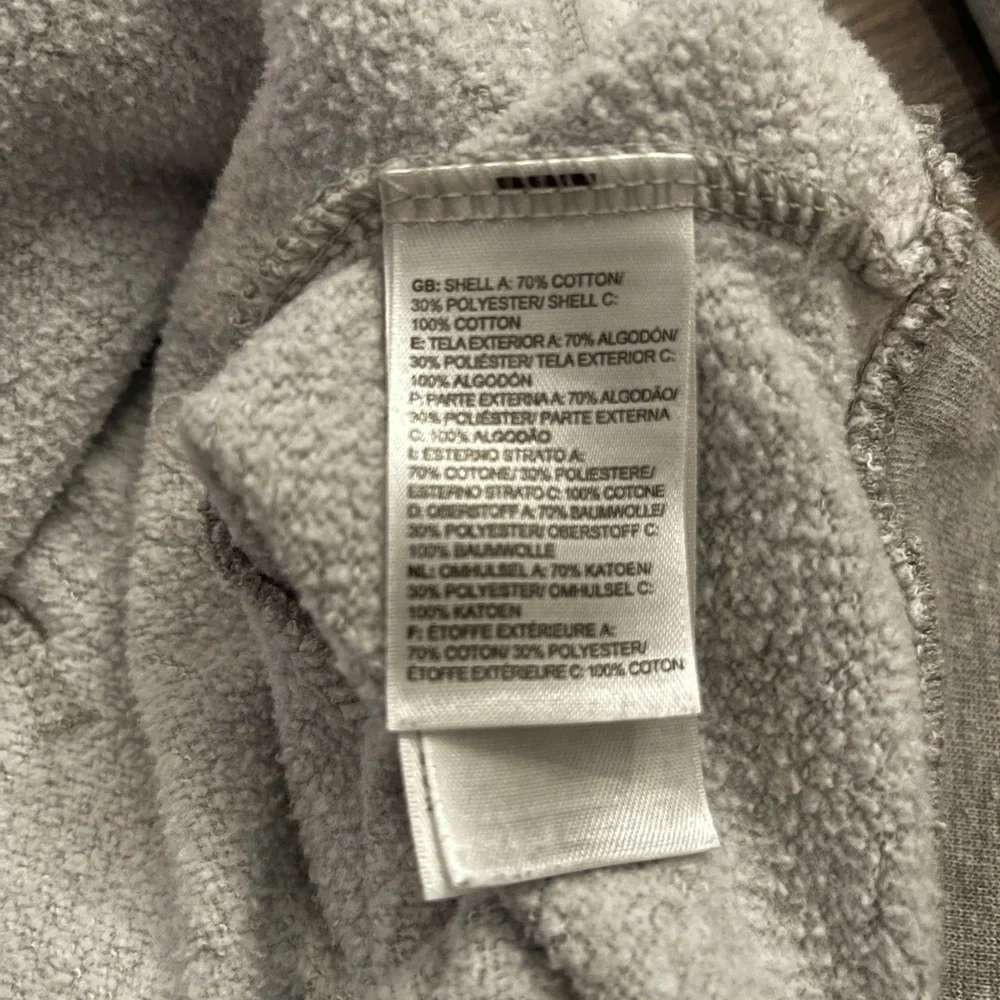 GB: SHELL A: 70% COTTON/
30% POLYESTER/ SHELL C:
100% COTTON
E: TELA EXTERIOR A: 70% ALGODÓN/
30% POLIÉSTER/ TELA EXTERIOR C:
100% ALGODÓN
P: PARTE EXTERNA A: 70% ALGODÃO/
30% POLIÉSTER/ PARTE EXTERNA
C: 100% ALGODÃO
I: ESTERNO STRATO A:
70% COTONE/ 30% POLIESTERE/
ESTERNO STRATO C: 100% COTONE
D: OBERSTOFF A: 70% BAUMWOLLE/
30% POLYESTER/ OBERSTOFF C:
100% BAUMWOLLE
NL: OMHULSEL A: 70% KATOEN/
30% POLYESTER/ OMHULSEL C:
100% KATOEN
F: ÉTOFFE EXTÉRIEURE A:
70% COTON/ 30% POLYESTER/
ÉTOFFE EXTÉRIEURE C: 100% COTON